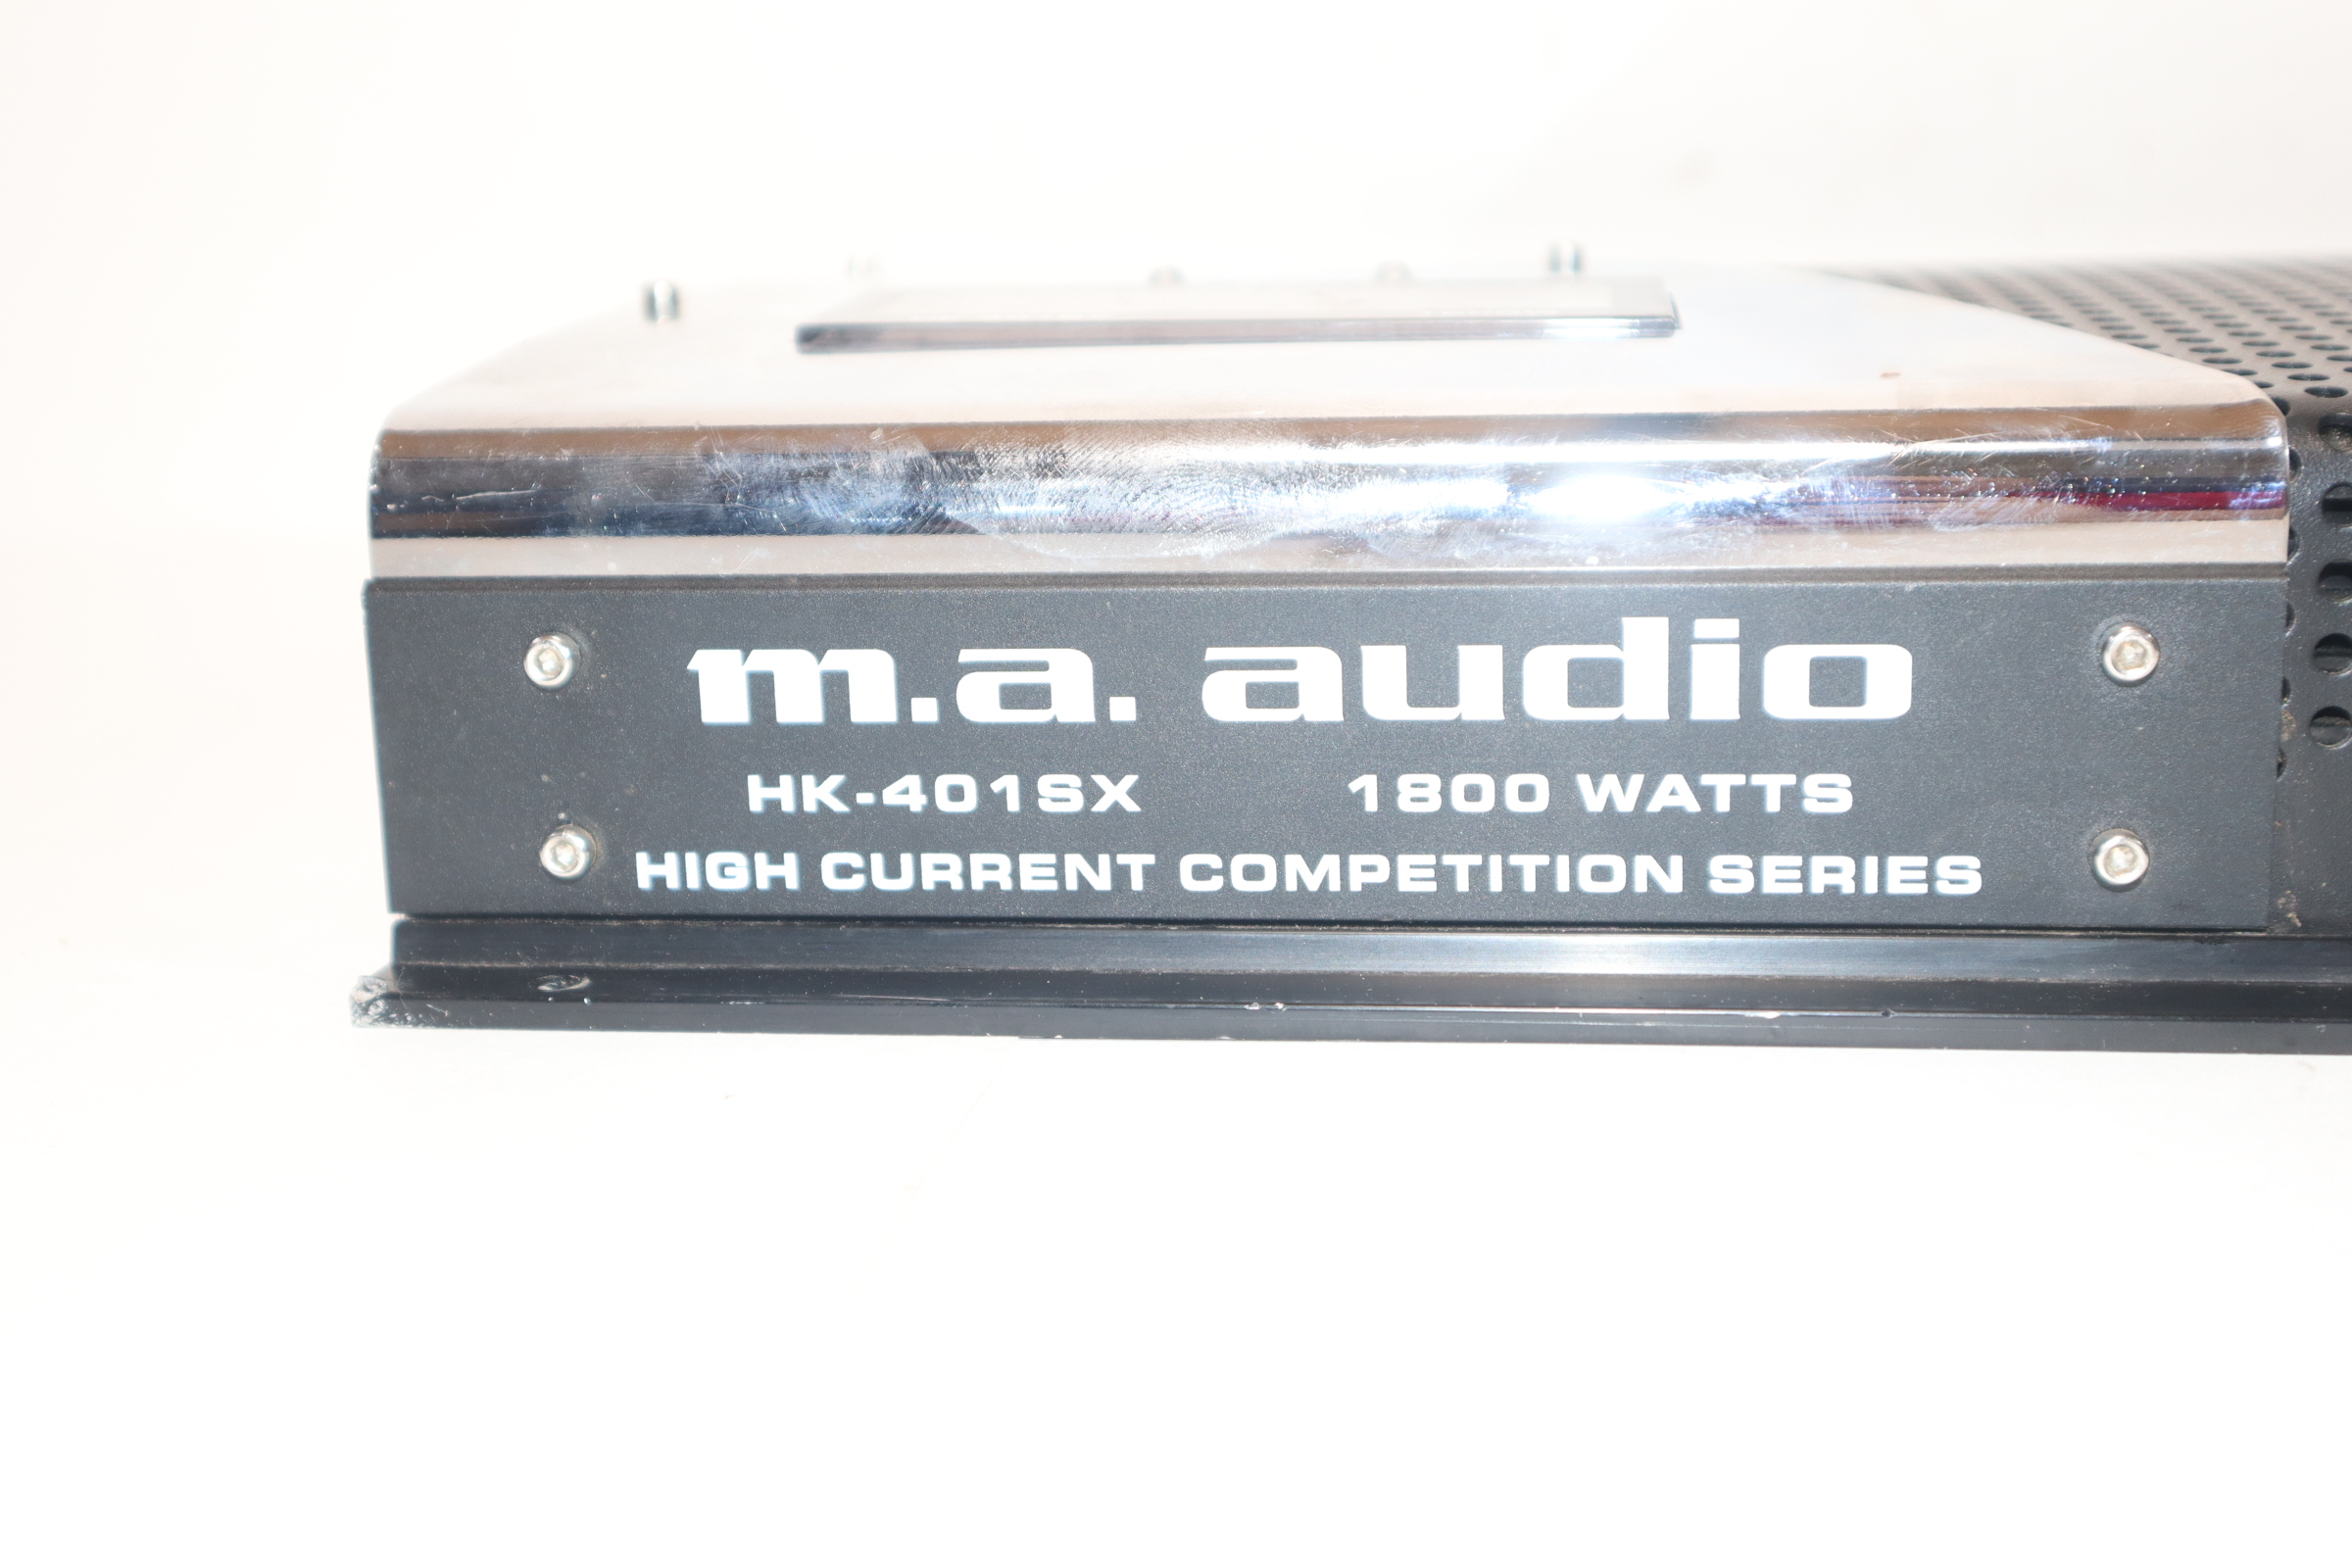 m.a. audio
HK-401SX 1800 WATTS
HIGH CURRENT COMPETITION SERIES